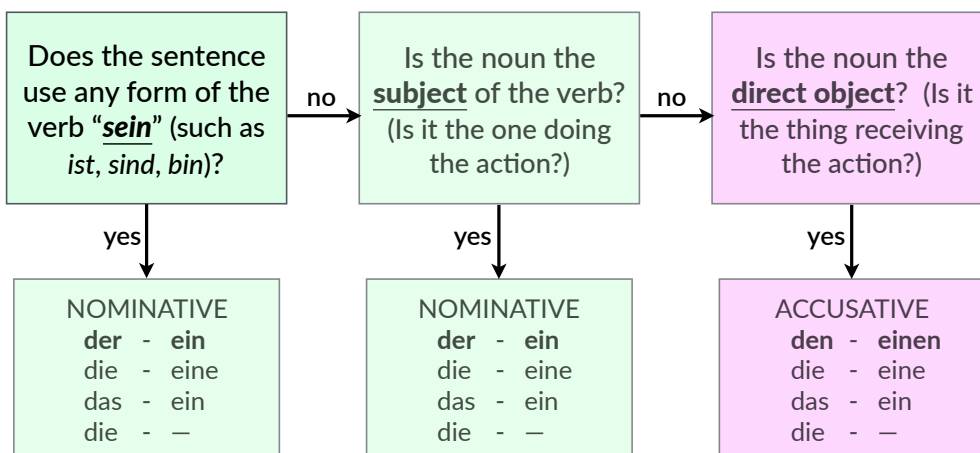 Does the sentence
use any form of the
verb “sein” (such as
ist, sind, bin)?
no
Is the noun the
subject of the verb?
(Is it the one doing
the action?)
no
Is the noun the
direct object? (Is it
the thing receiving
the action?)
yes
yes
yes
NOMINATIVE
der - ein
die - eine
das - ein
die - —
NOMINATIVE
der - ein
die - eine
das - ein
die - —
ACCUSATIVE
den - einen
die - eine
das - ein
die - —